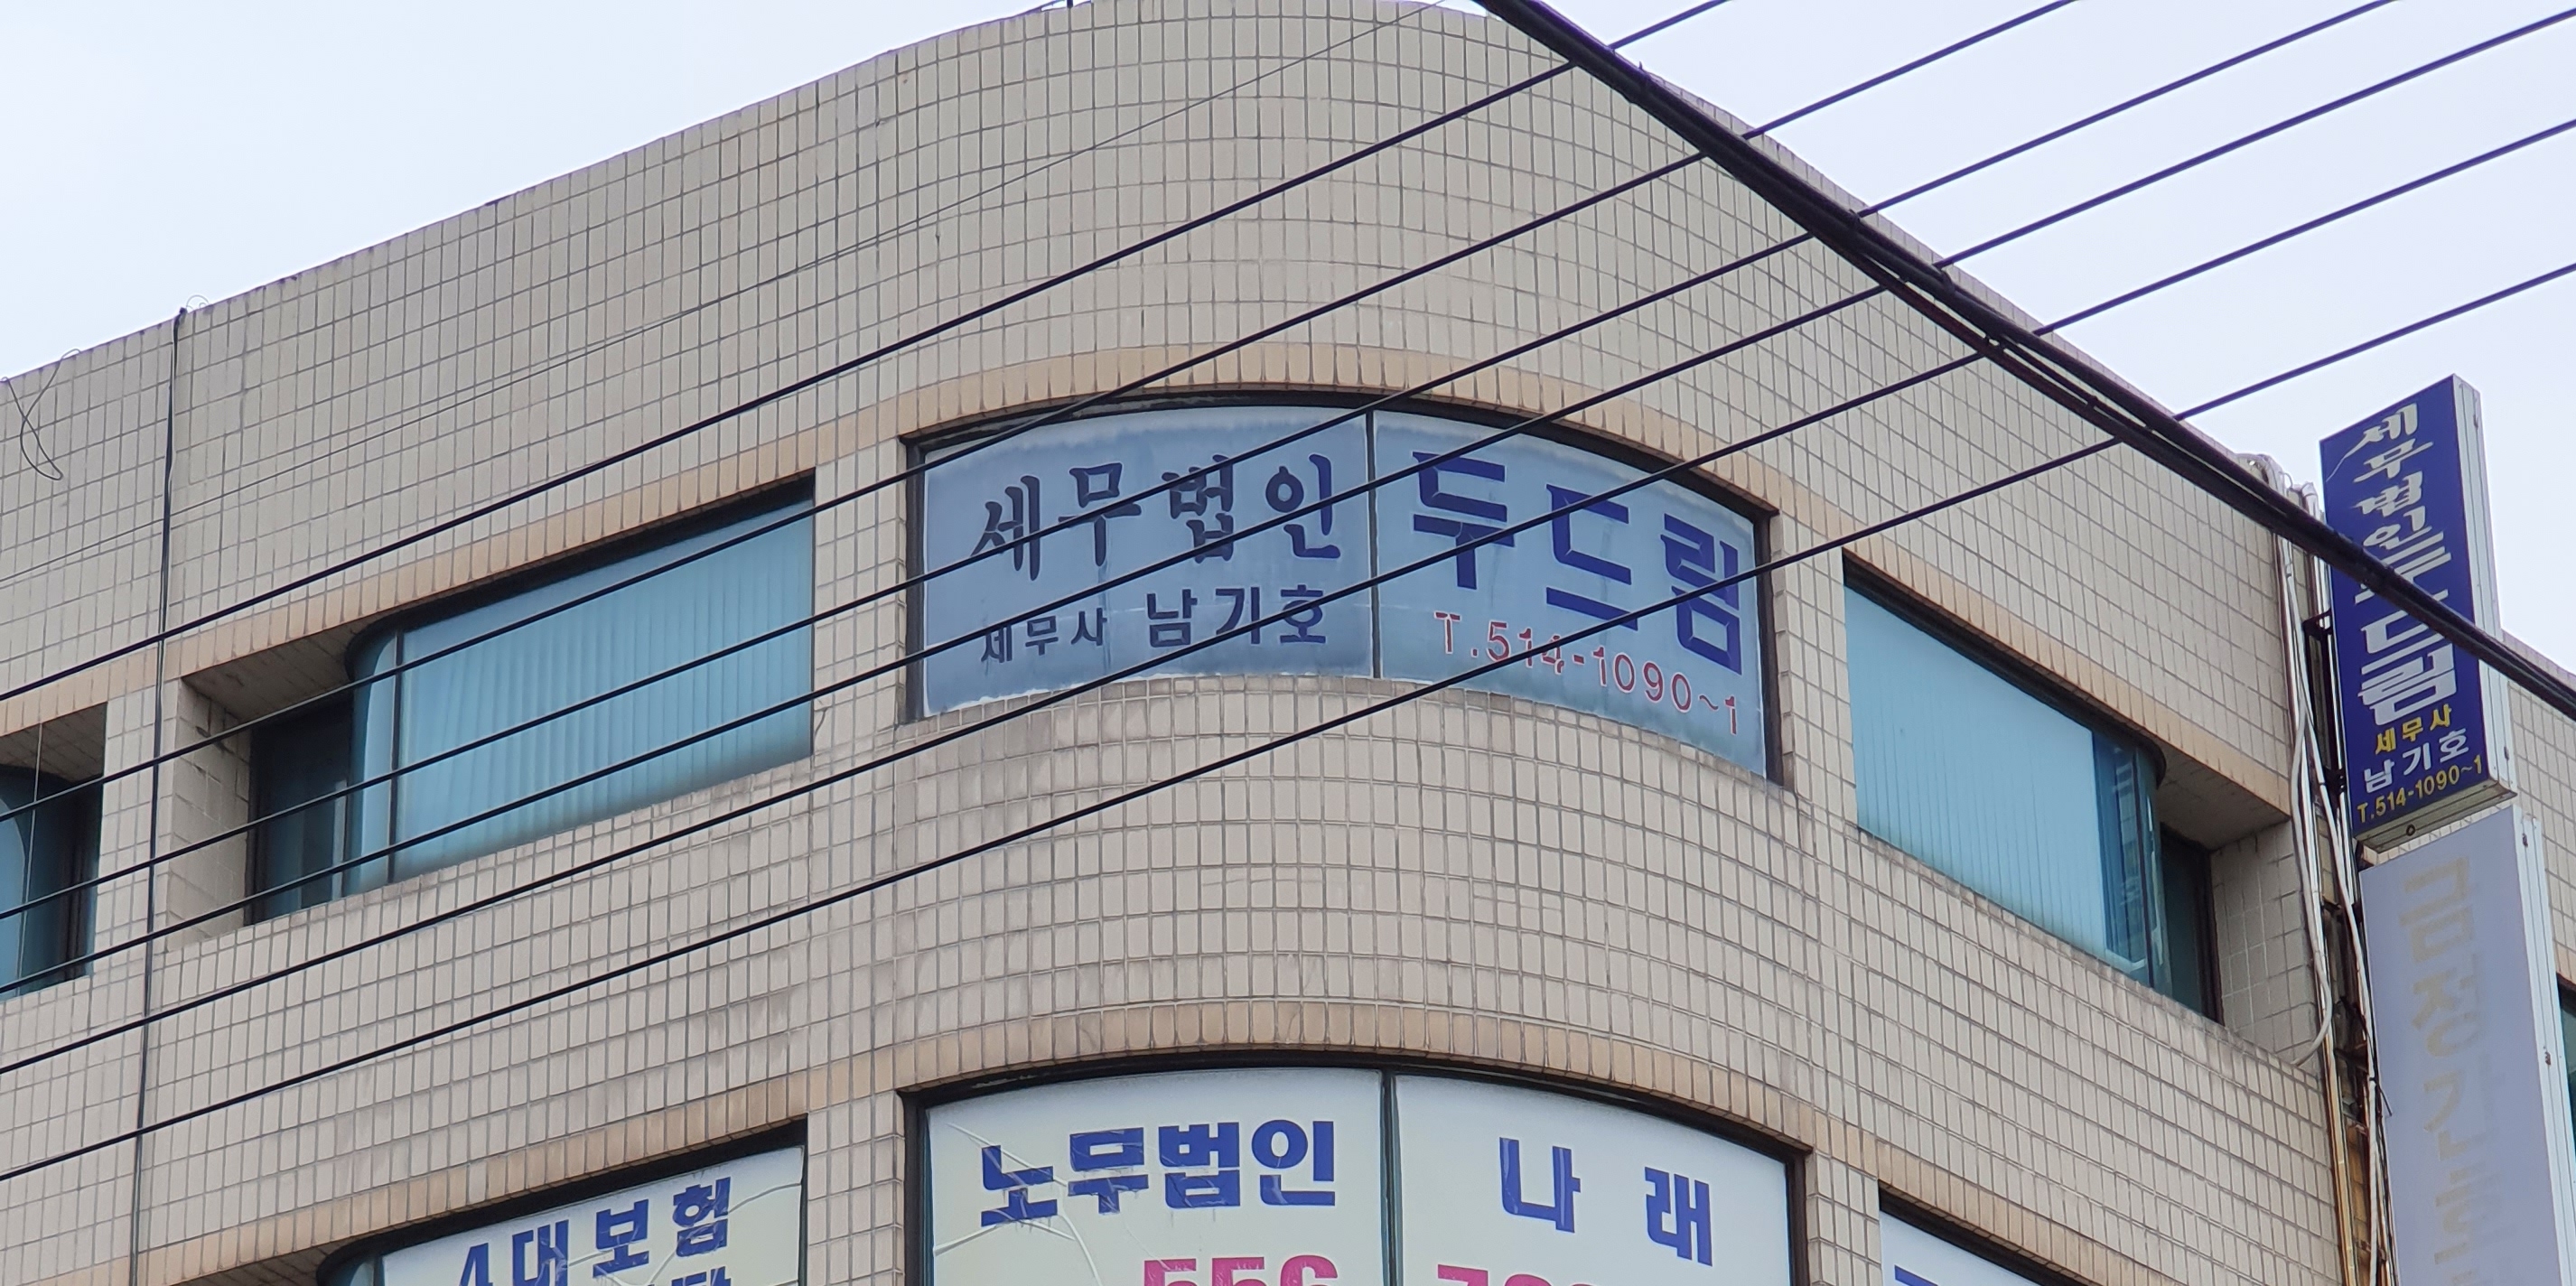 세무법인 두드림
세무사 남기호
T.514-1090~1
세무법인두드림
세무사
남기호
T.514-1090~1
노무법인 나래
556
4대보험